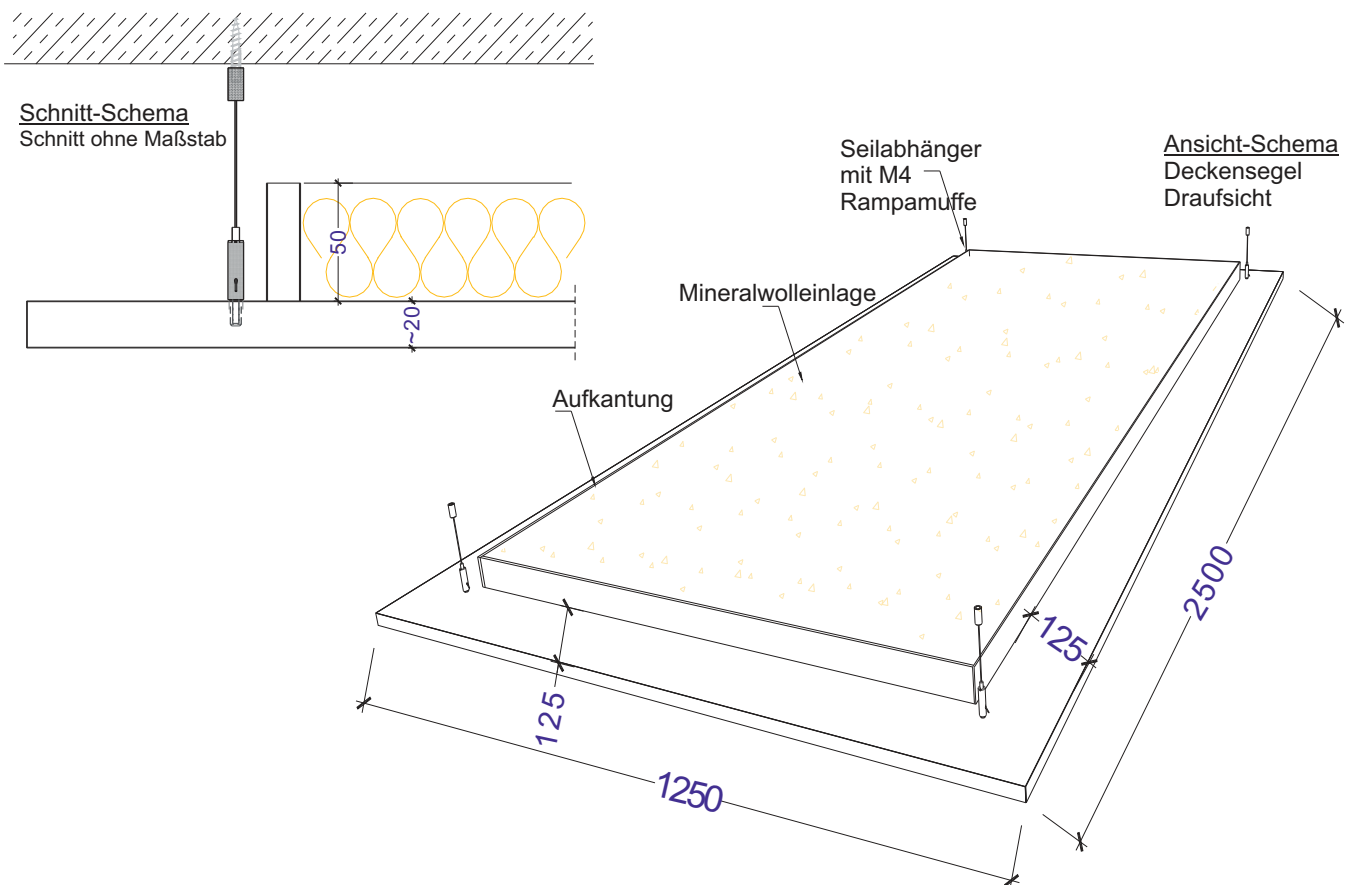 Schnitt-Schema
Schnitt ohne Maßstab
50
~20
Seilabhänger
mit M4
Rampamuffe
Ansicht-Schema
Deckensegel
Draufsicht
Mineralwolleinlage
Aufkantung
2500
125
125
1250